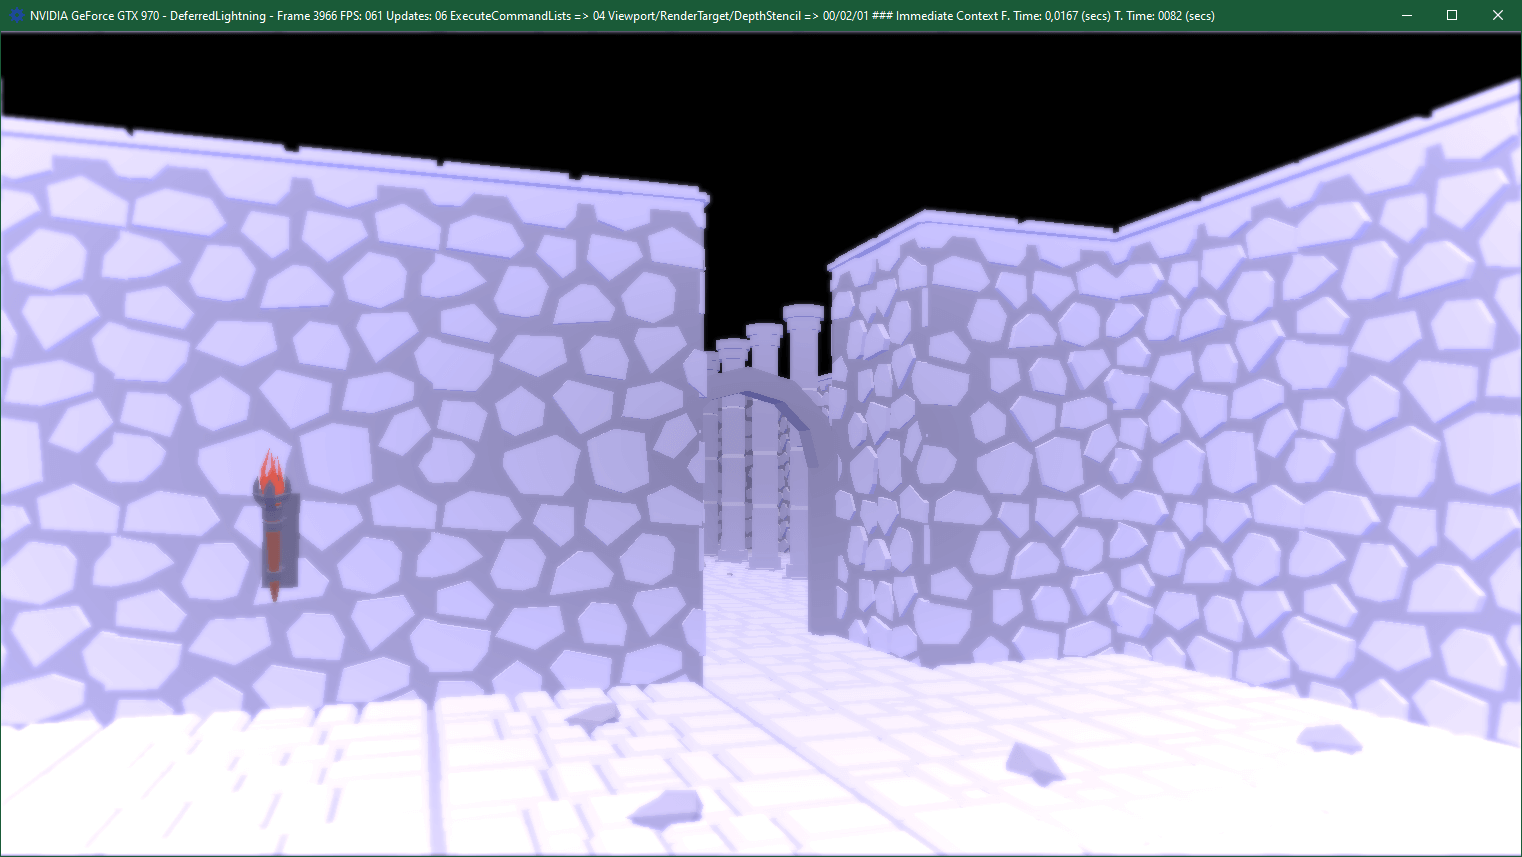 NVIDIA GeForce GTX 970 - DeferredLightning - Frame 3966 FPS: 061 Updates: 06 ExecuteCommandLists => 04 Viewport/RenderTarget/DepthStencil => 00/02/01 ### Immediate Context F. Time: 0,0167 (secs) T. Time: 0082 (secs)